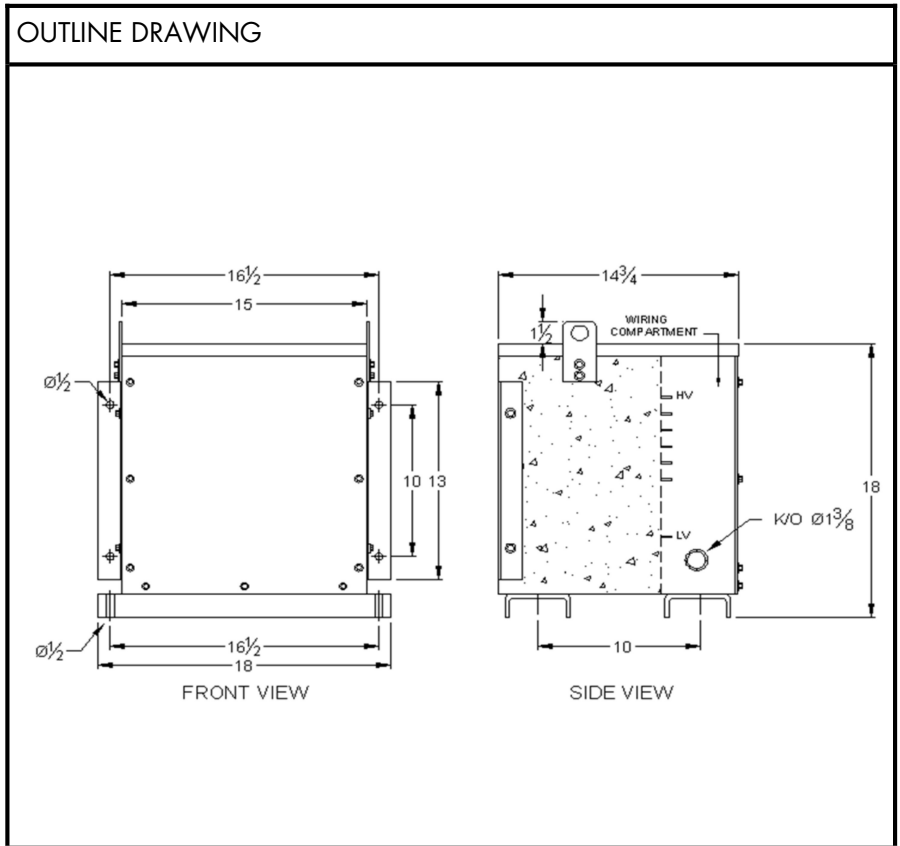 OUTLINE DRAWING
16½
15
Ø½
10 13
Ø½
16½
18
FRONT VIEW
14¾
1½
WIRING
COMPARTMENT
HV
18
K/O Ø1⅜
LV
10
SIDE VIEW